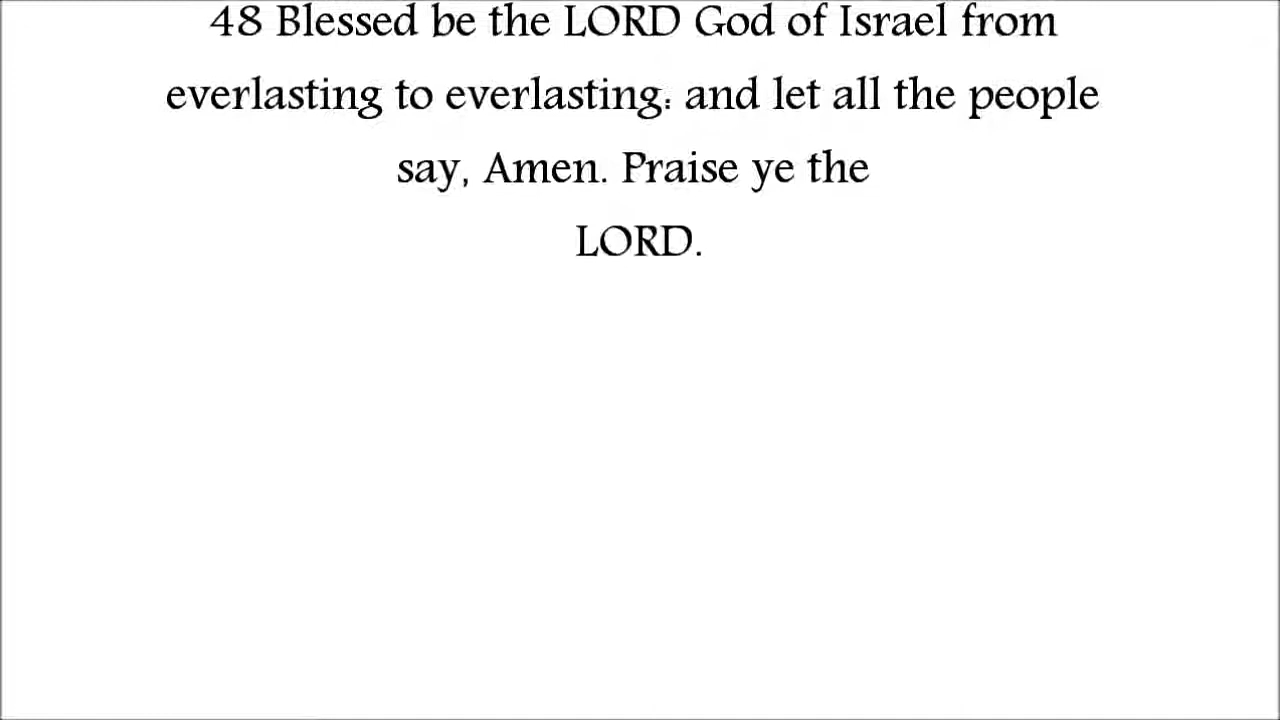 48 Blessed be the LORD God of Israel from
everlasting to everlasting: and let all the people
say, Amen. Praise ye the
LORD.